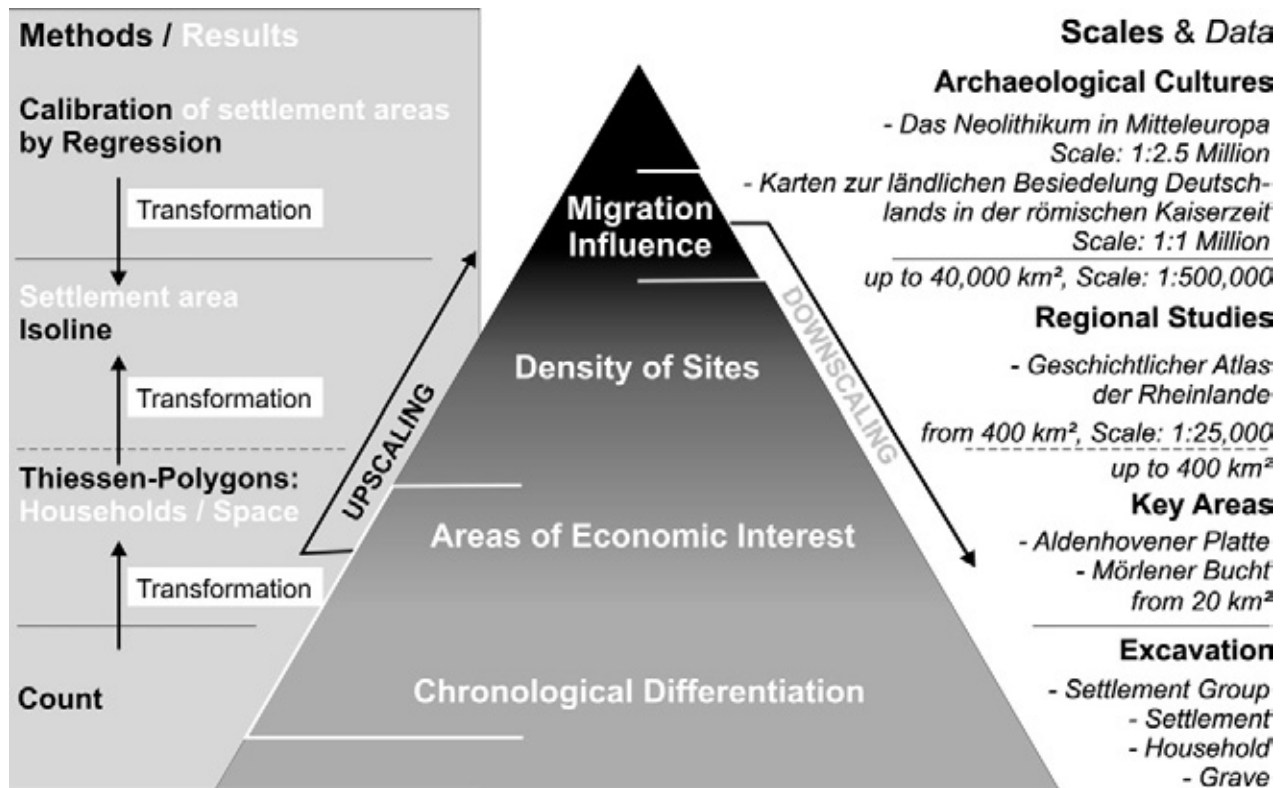 Methods / Results
Calibration of settlement areas
by Regression
Transformation
Settlement area
Isoline
Transformation
Thiessen-Polygons:
Households / Space
Transformation
Count
UPSCALING
Migration
Influence
Density of Sites
Areas of Economic Interest
Chronological Differentiation
DOWNSCALING
Scales & Data
Archaeological Cultures
- Das Neolithikum in Mitteleuropa
Scale: 1:2.5 Million
- Karten zur ländlichen Besiedelung Deutsch-
lands in der römischen Kaiserzeit
Scale: 1:1 Million
up to 40,000 km², Scale: 1:500,000
Regional Studies
- Geschichtlicher Atlas
der Rheinlande
from 400 km², Scale: 1:25,000
up to 400 km²
Key Areas
- Aldenhovener Platte
- Mörlener Bucht
from 20 km²
Excavation
- Settlement Group
- Settlement
- Household
- Grave